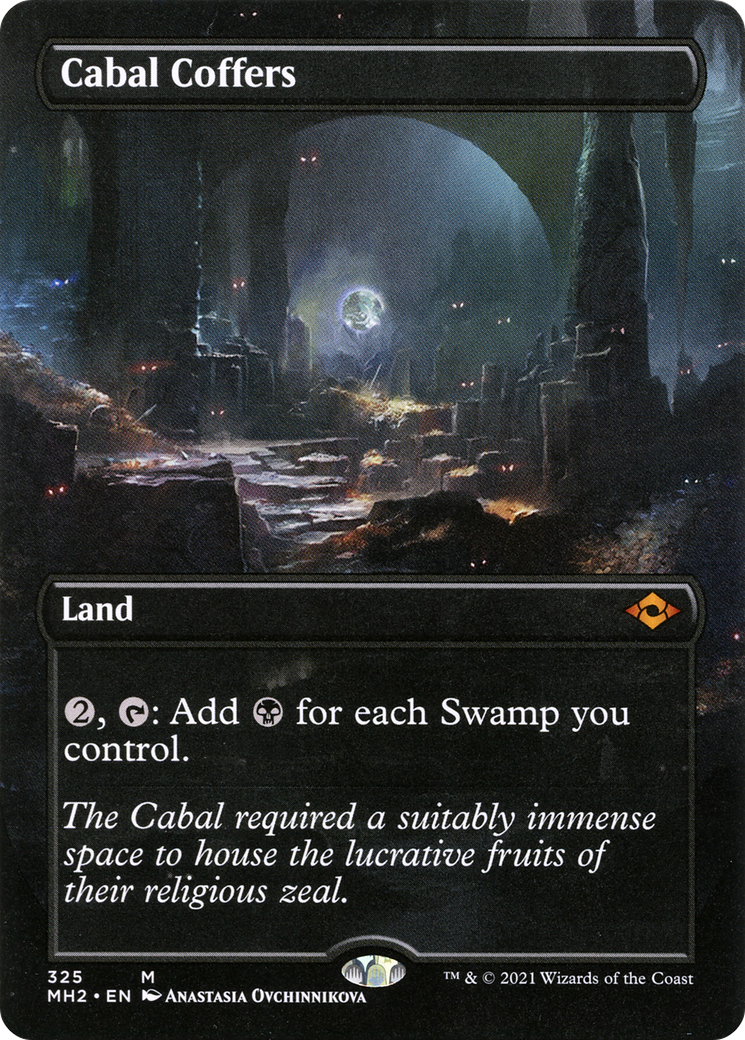 Cabal Coffers
Land
2, : Add for each Swamp you
control.
The Cabal required a suitably immense
space to house the lucrative fruits of
their religious zeal.
325 M
MH2 • EN Anastasia Ovchinnikova
™ & © 2021 Wizards of the Coast